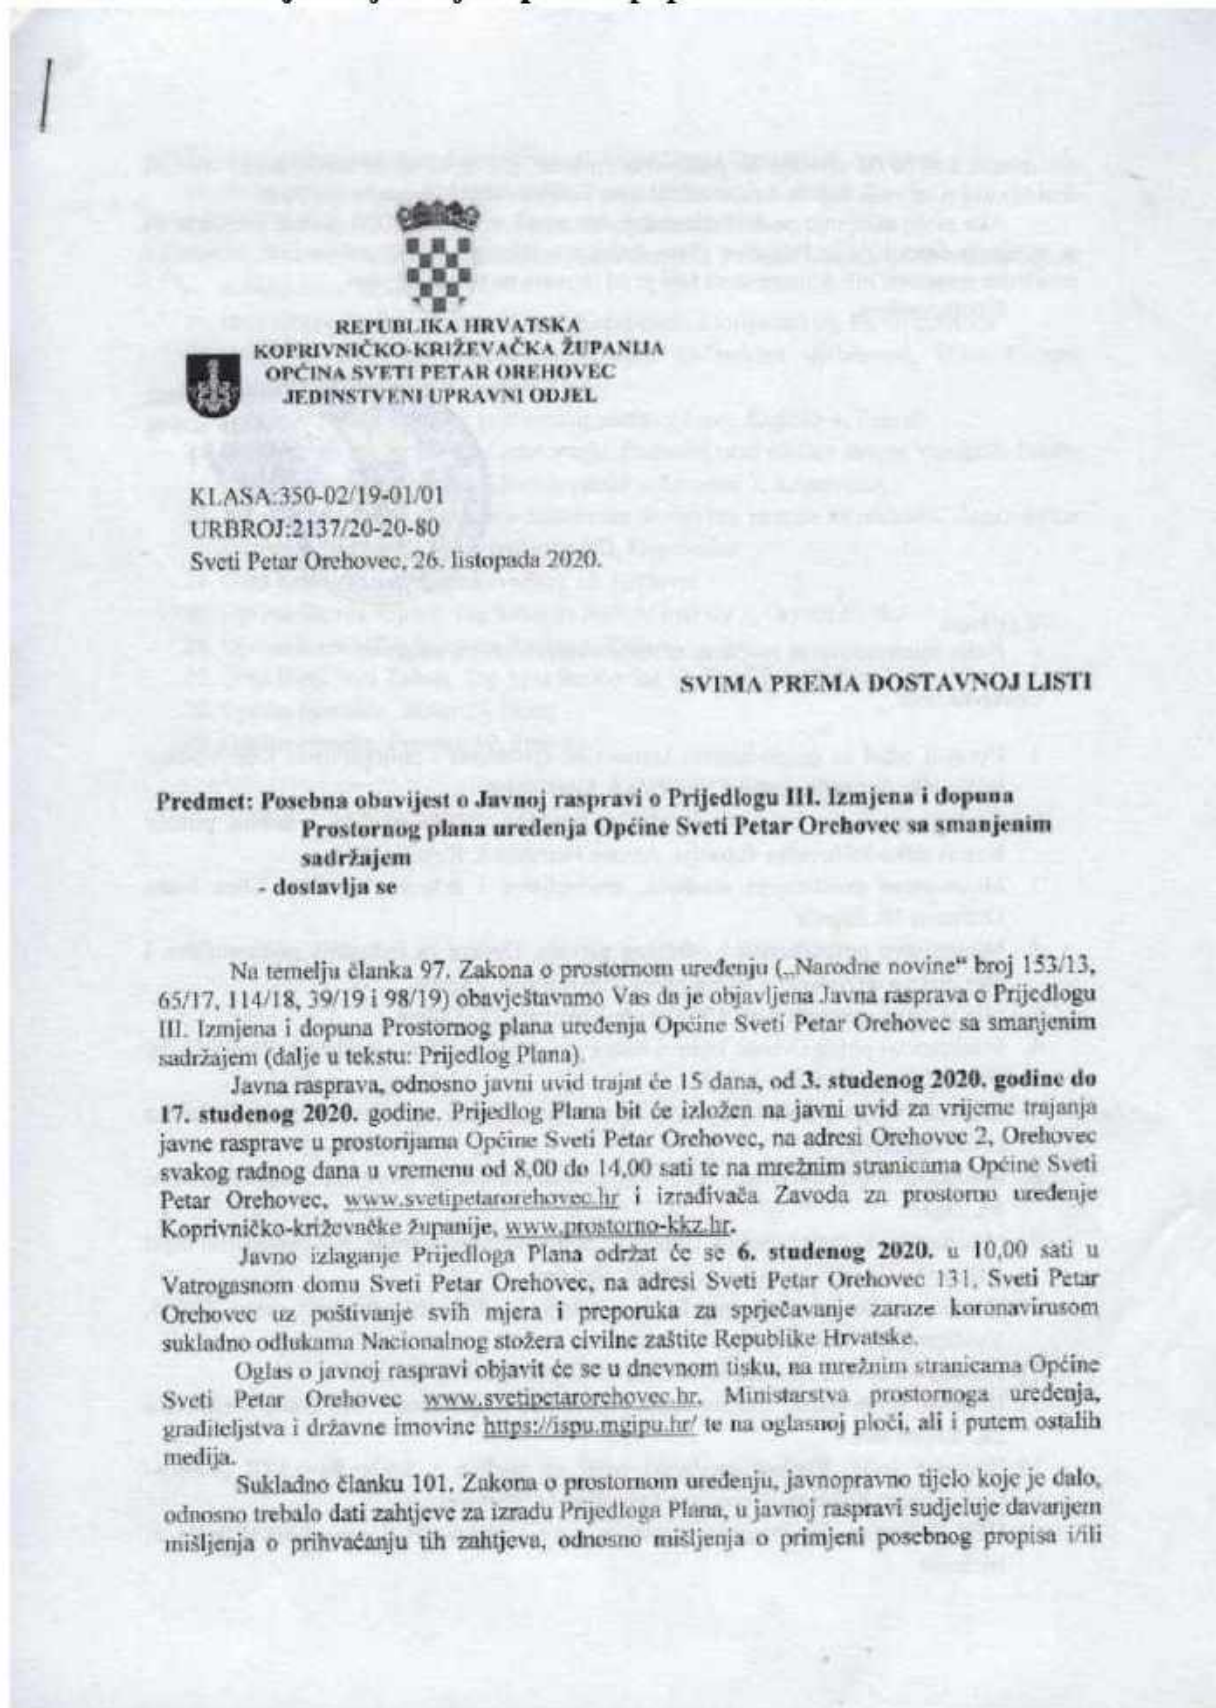 REPUBLIKA HRVATSKA
KOPRIVNIČKO-KRIŽEVAČKA ŽUPANIJA
OPĆINA SVETI PETAR OREHOVEC
JEDINSTVENI UPRAVNI ODJEL
KLASA:350-02/19-01/01
URBROJ:2137/20-20-80
Sveti Petar Orehovec, 26. listopada 2020.
SVIMA PREMA DOSTAVNOJ LISTI
Predmet: Posebna obavijest o Javnoj raspravi o Prijedlogu III. Izmjena i dopuna
Prostornog plana uređenja Općine Sveti Petar Orehovec sa smanjenim
sadržajem
- dostavlja se
Na temelju članka 97. Zakona o prostornom uređenju („Narodne novine“ broj 153/13,
65/17, 114/18, 39/19 i 98/19) obavještavamo Vas da je objavljena Javna rasprava o Prijedlogu
III. Izmjena i dopuna Prostornog plana uređenja Općine Sveti Petar Orehovec sa smanjenim
sadržajem (dalje u tekstu: Prijedlog Plana).
Javna rasprava, odnosno javni uvid trajat će 15 dana, od 3. studenog 2020. godine do
17. studenog 2020. godine. Prijedlog Plana bit će izložen na javni uvid za vrijeme trajanja
javne rasprave u prostorijama Općine Sveti Petar Orehovec, na adresi Orehovec 2, Orehovec
svakog radnog dana u vremenu od 8,00 do 14,00 sati te na mrežnim stranicama Općine Sveti
Petar Orehovec, www.svetipetarorehovec.hr i izrađivača Zavoda za prostorno uređenje
Koprivničko-križevačke županije, www.prostorno-kkz.hr.
Javno izlaganje Prijedloga Plana održat će se 6. studenog 2020. u 10,00 sati u
Vatrogasnom domu Sveti Petar Orehovec, na adresi Sveti Petar Orehovec 131, Sveti Petar
Orehovec uz poštivanje svih mjera i preporuka za sprječavanje zaraze koronavirusom
sukladno odlukama Nacionalnog stožera civilne zaštite Republike Hrvatske.
Oglas o javnoj raspravi objavit će se u dnevnom tisku, na mrežnim stranicama Općine
Sveti Petar Orehovec www.svetipetarorehovec.hr, Ministarstva prostornoga uređenja,
graditeljstva i državne imovine https://ispu.mgipu.hr/ te na oglasnoj ploči, ali i putem ostalih
medija.
Sukladno članku 101. Zakona o prostornom uređenju, javnopravno tijelo koje je dalo,
odnosno trebalo dati zahtjeve za izradu Prijedloga Plana, u javnoj raspravi sudjeluje davanjem
mišljenja o prihvaćanju tih zahtjeva, odnosno mišljenja o primjeni posebnog propisa i/ili